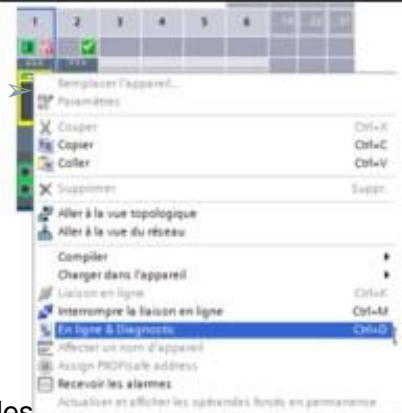 1 2 3 4 5 6
Remplacer l'appareil...
Paramètres
Couper Ctrl+X
Copier Ctrl+C
Coller Ctrl+V
Supprimer Suppr.
Aller à la vue topologique
Aller à la vue du réseau
Compiler
Charger dans l'appareil
Liaison en ligne Ctrl+K
Interrompre la liaison en ligne Ctrl+M
En ligne & Diagnostic Ctrl+D
Affecter un nom d'appareil
Assign PROFIsafe address
Recevoir les alarmes
Actualiser et afficher les opérandes forcés en permanence
les